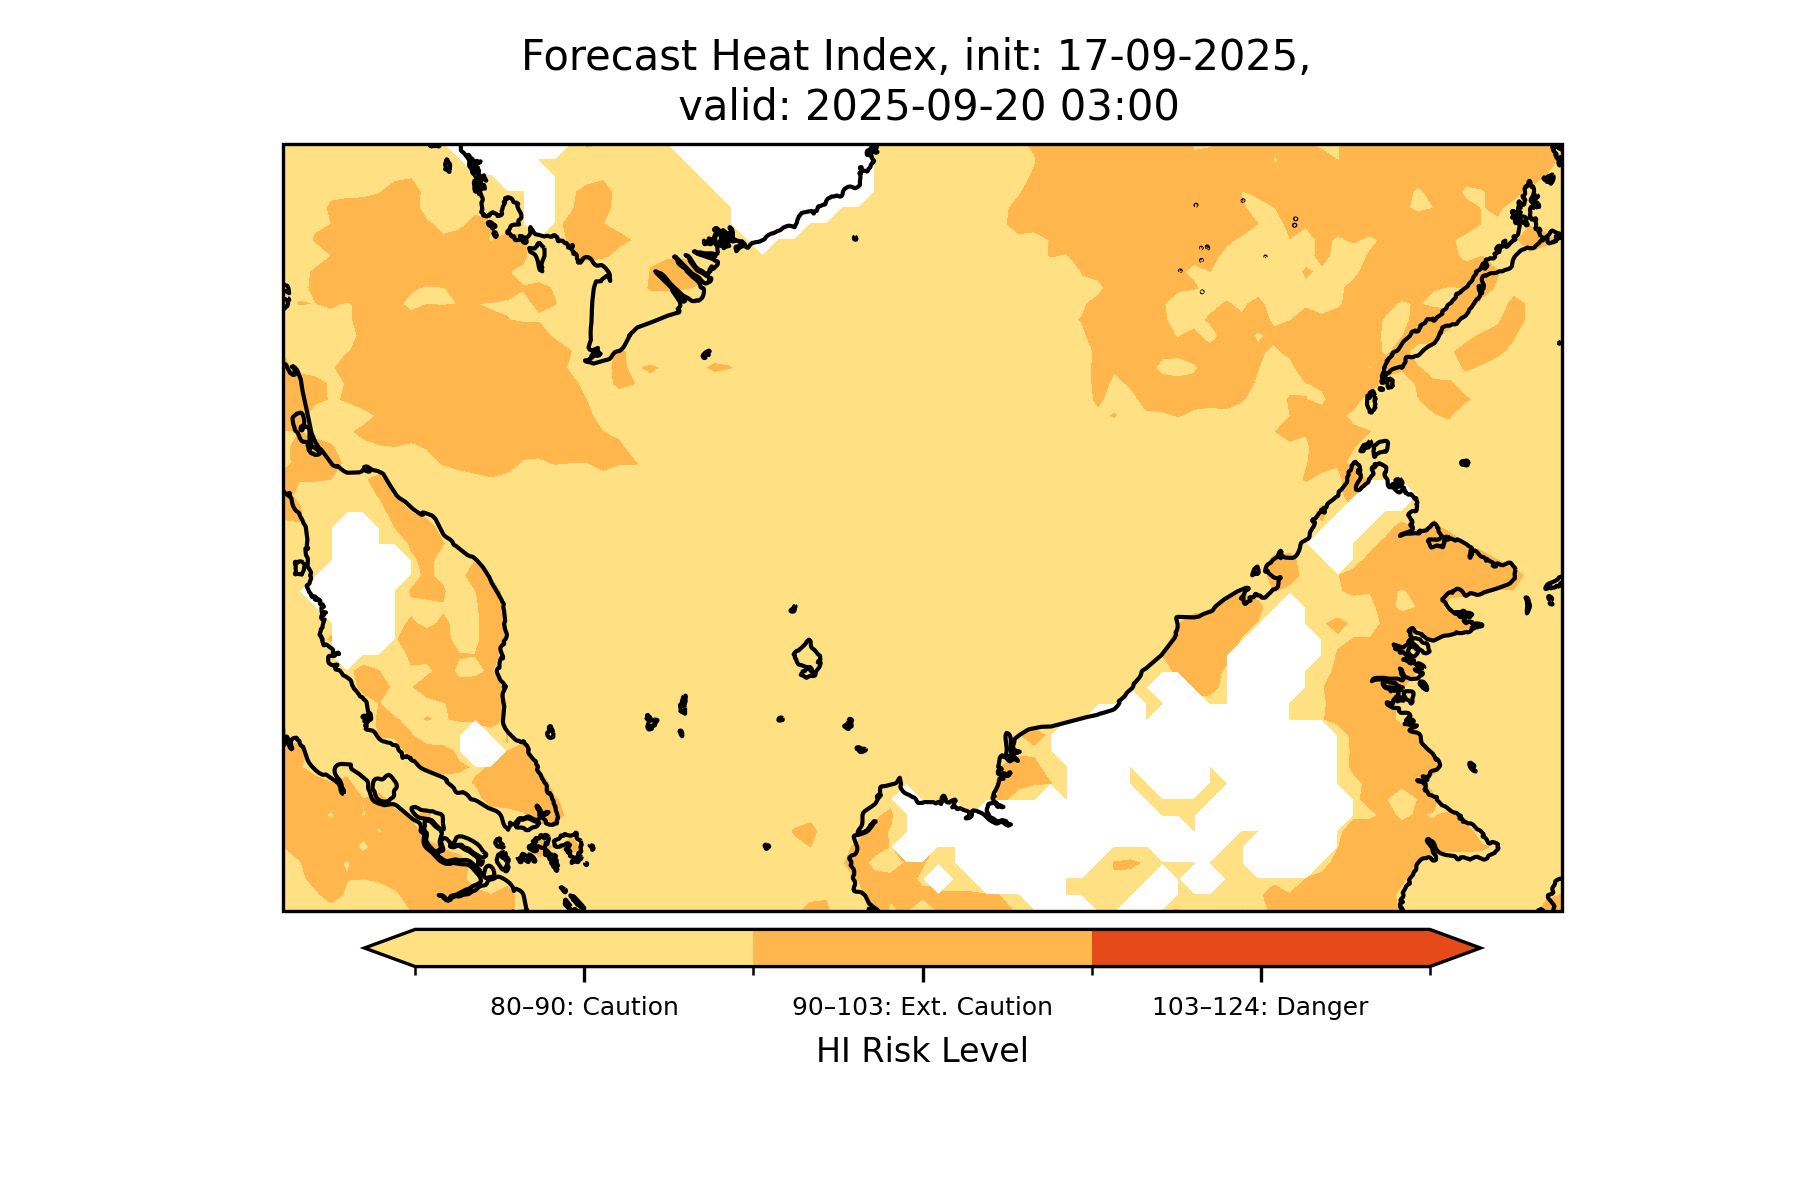 Forecast Heat Index, init: 17-09-2025,
valid: 2025-09-20 03:00
80–90: Caution
90–103: Ext. Caution
103–124: Danger
HI Risk Level